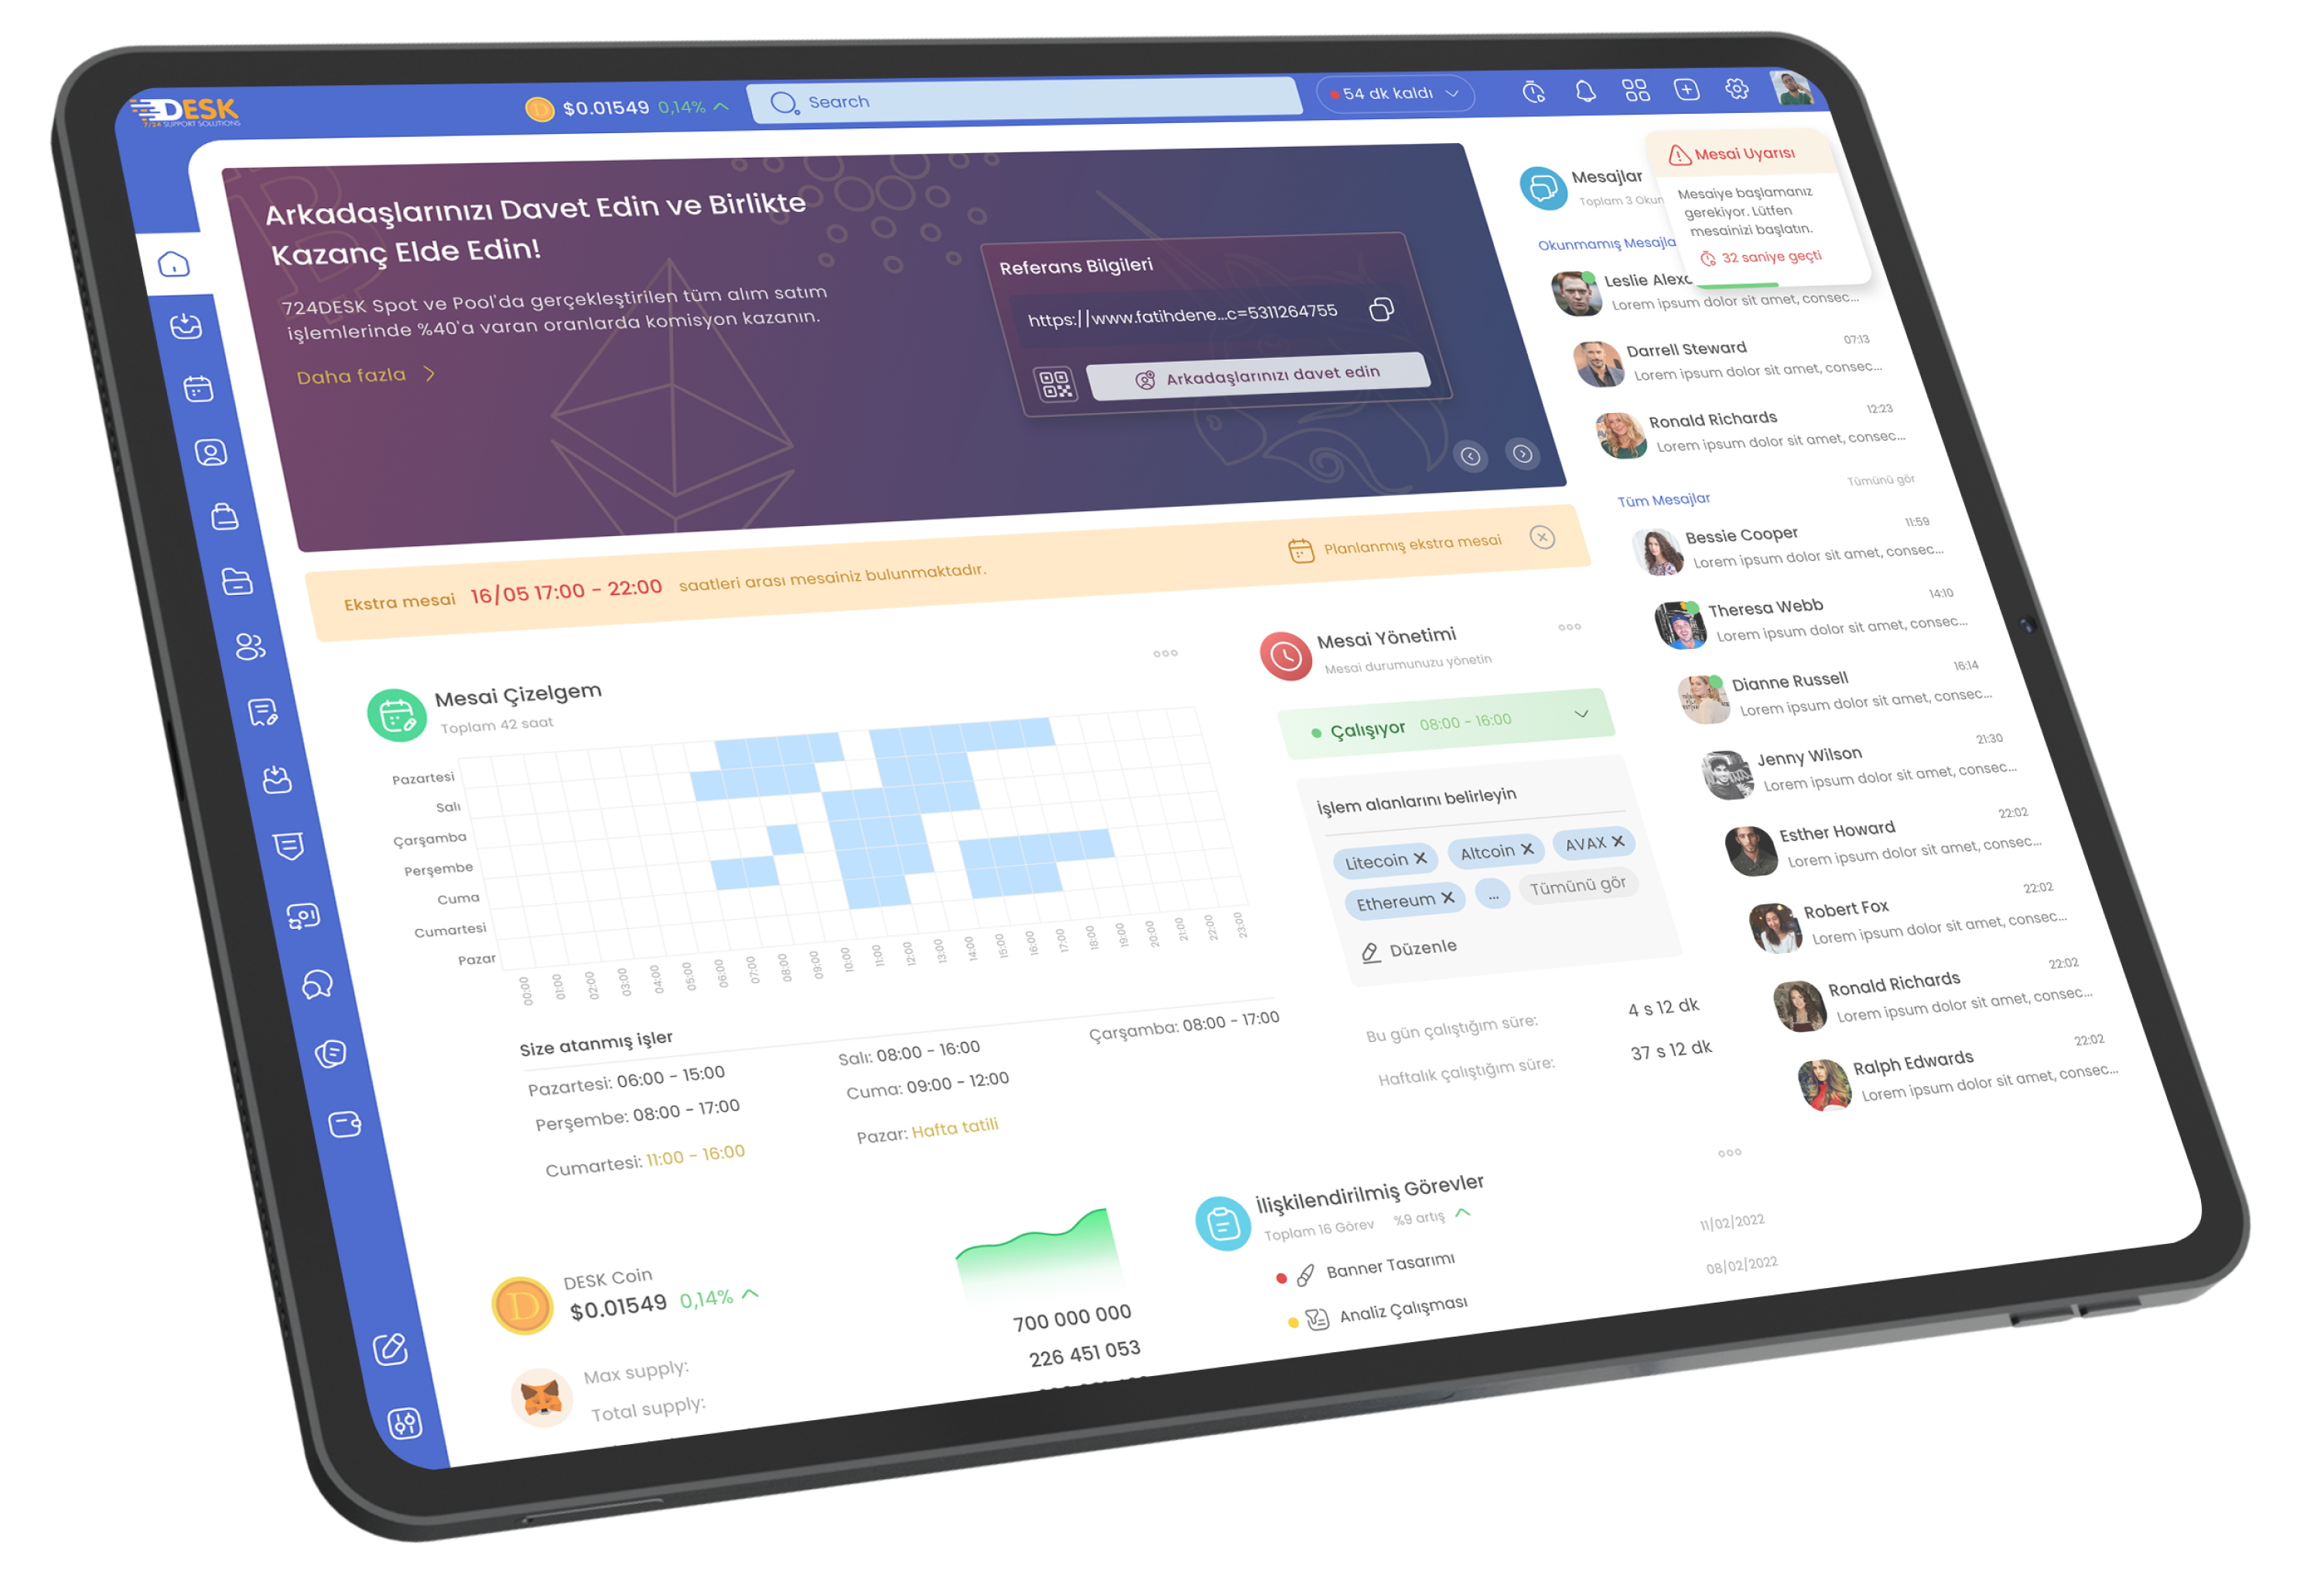 DESK
7/24 SUPPORT SOLUTIONS
$0.01549 0,14%
Search
54 dk kaldı
Arkadaşlarınızı Davet Edin ve Birlikte
Kazanç Elde Edin!
724DESK Spot ve Pool'da gerçekleştirilen tüm alım satım
işlemlerinde %40'a varan oranlarda komisyon kazanın.
Daha fazla
Referans Bilgileri
https://www.fatihdene...c=5311264755
Arkadaşlarınızı davet edin
Ekstra mesai 16/05 17:00 - 22:00 saatleri arası mesainiz bulunmaktadır.
Planlanmış ekstra mesai
Mesai Çizelgem
Toplam 42 saat
Pazartesi
Salı
Çarşamba
Perşembe
Cuma
Cumartesi
Pazar
00:00 01:00 02:00 03:00 04:00 05:00 06:00 07:00 08:00 09:00 10:00 11:00 12:00 13:00 14:00 15:00 16:00 17:00 18:00 19:00 20:00 21:00 22:00 23:00
Size atanmış işler
Pazartesi: 06:00 - 15:00
Salı: 08:00 - 16:00
Çarşamba: 08:00 - 17:00
Perşembe: 08:00 - 17:00
Cuma: 09:00 - 12:00
Cumartesi: 11:00 - 16:00
Pazar: Hafta tatili
Mesai Yönetimi
Mesai durumunuzu yönetin
Çalışıyor 08:00 - 16:00
İşlem alanlarını belirleyin
Litecoin Altcoin AVAX
Ethereum ... Tümünü gör
Düzenle
Bu gün çalıştığım süre: 4 s 12 dk
Haftalık çalıştığım süre: 37 s 12 dk
DESK Coin
$0.01549 0,14%
Max supply: 700 000 000
Total supply: 226 451 053
İlişkilendirilmiş Görevler
Toplam 16 Görev %9 artış
Banner Tasarımı 11/02/2022
Analiz Çalışması 08/02/2022
Mesajlar
Toplam 3 Okun
Mesai Uyarısı
Mesaiye başlamanız
gerekiyor. Lütfen
mesainizi başlatın.
32 saniye geçti
Okunmamış Mesajla
Leslie Alexa
Lorem ipsum dolor sit amet, consec...
Darrell Steward 07:13
Lorem ipsum dolor sit amet, consec...
Ronald Richards 12:23
Lorem ipsum dolor sit amet, consec...
Tüm Mesajlar Tümünü gör
Bessie Cooper 11:59
Lorem ipsum dolor sit amet, consec...
Theresa Webb 14:10
Lorem ipsum dolor sit amet, consec...
Dianne Russell 16:14
Lorem ipsum dolor sit amet, consec...
Jenny Wilson 21:30
Lorem ipsum dolor sit amet, consec...
Esther Howard 22:02
Lorem ipsum dolor sit amet, consec...
Robert Fox 22:02
Lorem ipsum dolor sit amet, consec...
Ronald Richards 22:02
Lorem ipsum dolor sit amet, consec...
Ralph Edwards 22:02
Lorem ipsum dolor sit amet, consec...